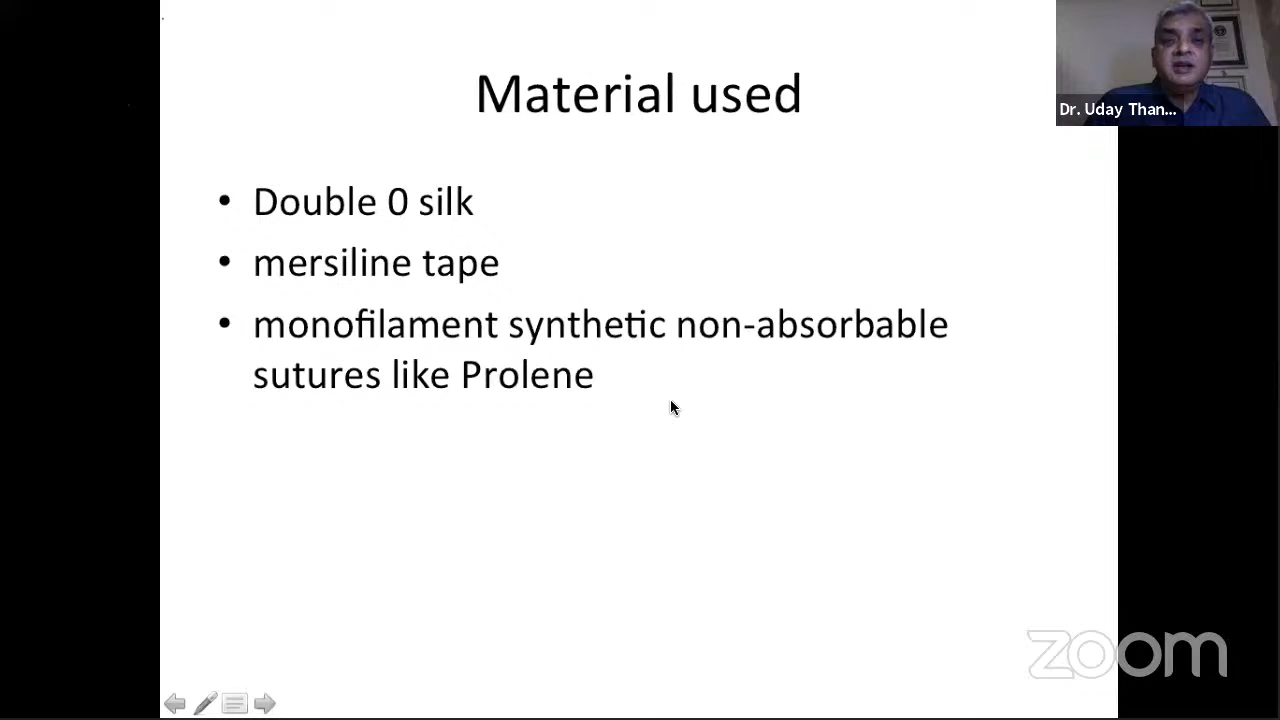 Material used
Dr. Uday Than...
• Double 0 silk
• mersiline tape
• monofilament synthetic non-absorbable
sutures like Prolene
zoom